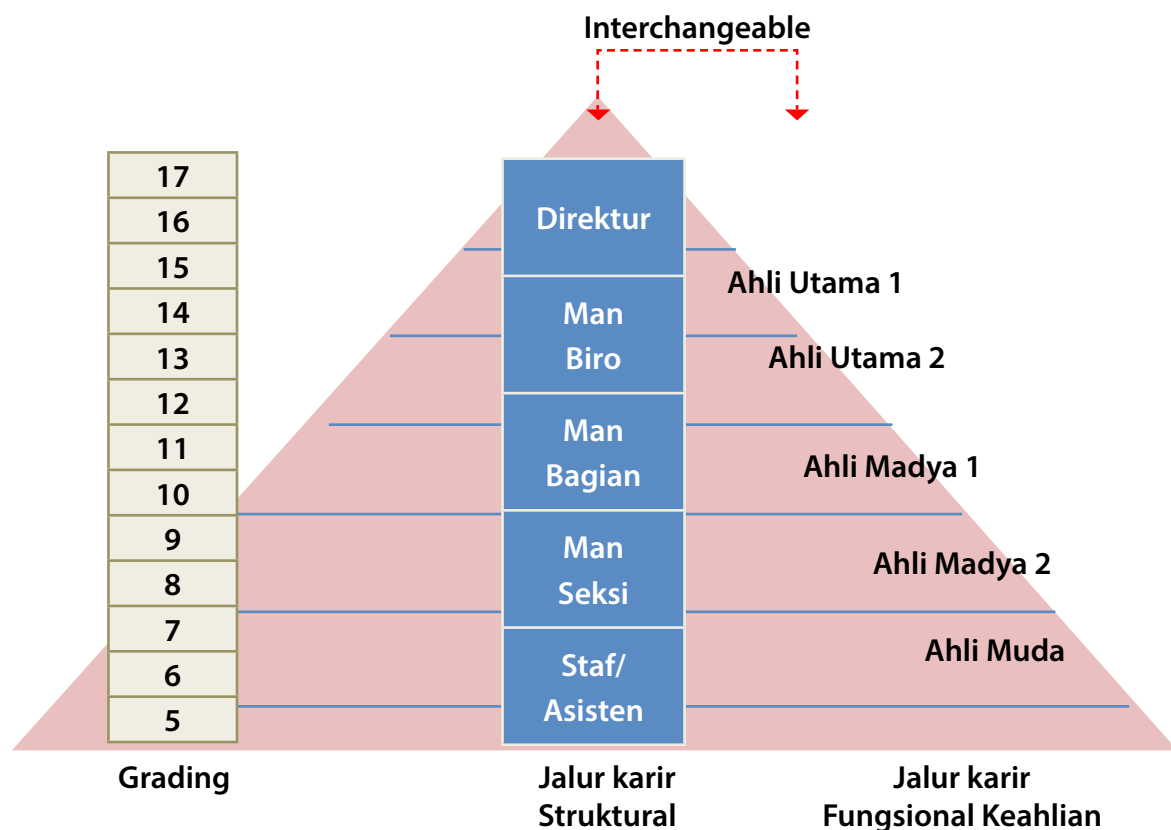 Interchangeable
17
16
15
14
13
12
11
10
9
8
7
6
5
Grading
Direktur
Man
Biro
Man
Bagian
Man
Seksi
Staf/
Asisten
Jalur karir
Struktural
Ahli Utama 1
Ahli Utama 2
Ahli Madya 1
Ahli Madya 2
Ahli Muda
Jalur karir
Fungsional Keahlian